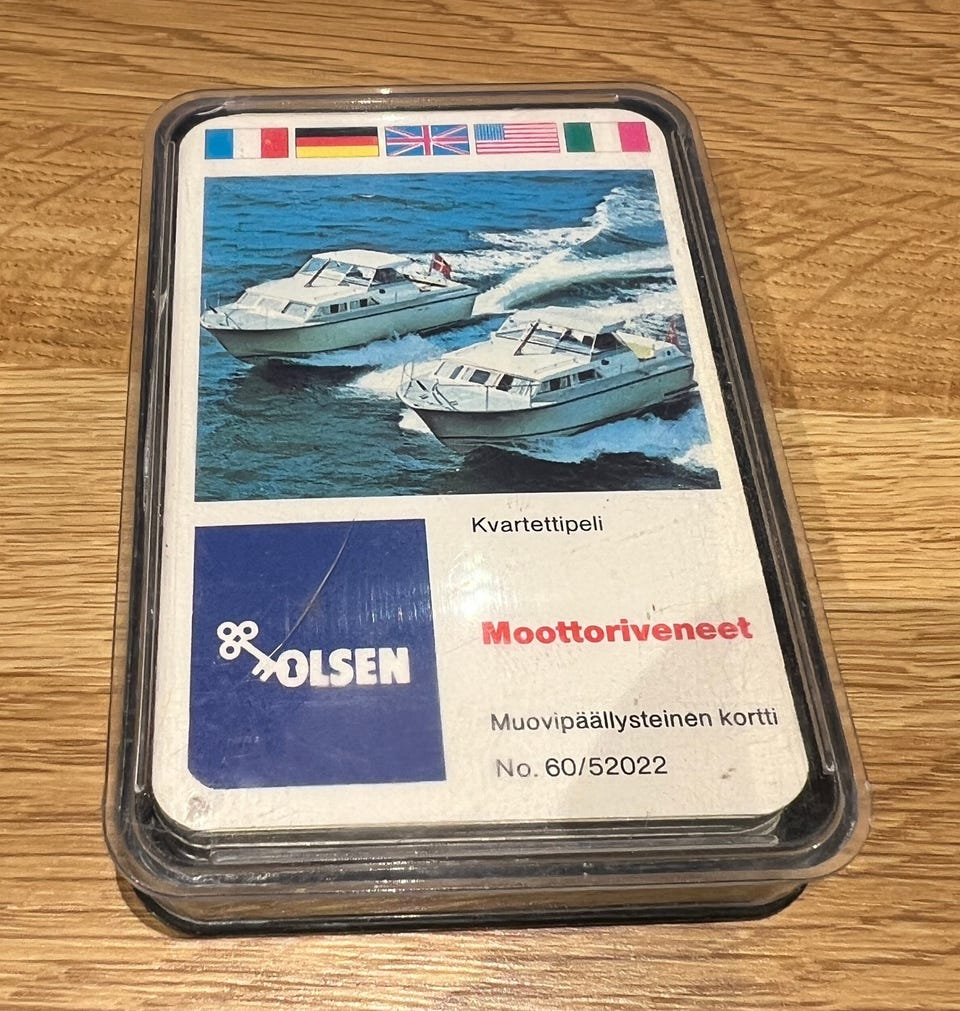 Kvartettipeli
OLSEN
Moottoriveneet
Muovipäällysteinen kortti
No. 60/52022